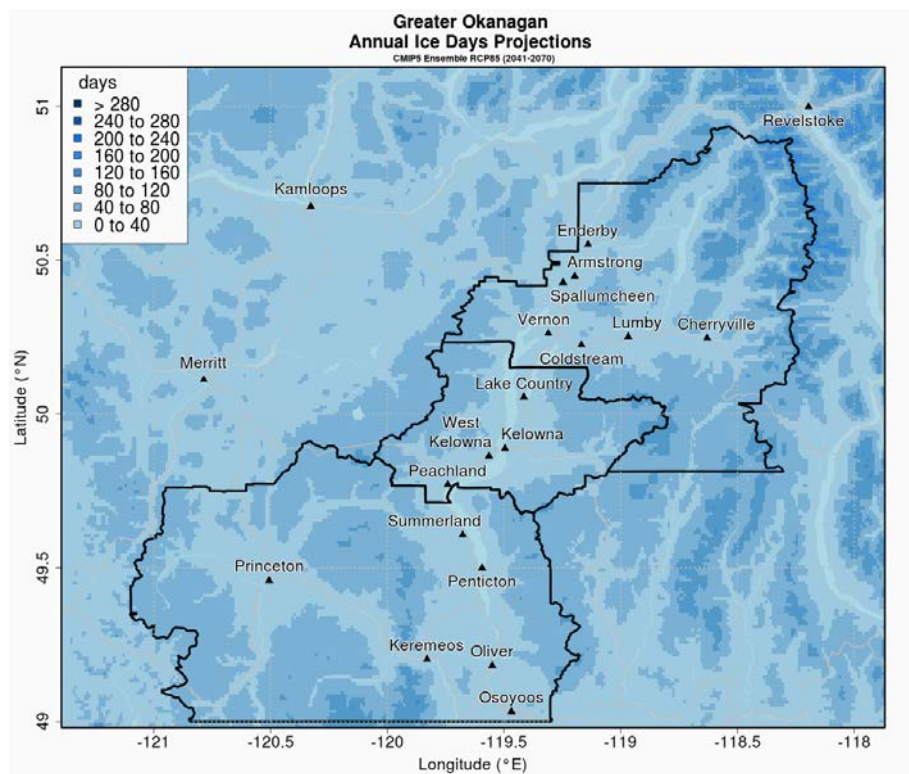 Greater Okanagan
Annual Ice Days Projections
CMIP5 Ensemble RCP85 (2041-2070)
days
> 280
240 to 280
200 to 240
160 to 200
120 to 160
80 to 120
40 to 80
0 to 40
Revelstoke
Kamloops
Enderby
Armstrong
Spallumcheen
Vernon
Lumby
Cherryville
Coldstream
Merritt
Lake Country
West
Kelowna
Kelowna
Peachland
Summerland
Princeton
Penticton
Keremeos
Oliver
Osoyoos
51
50.5
50
49.5
49
Latitude (°N)
-121
-120.5
-120
-119.5
-119
-118.5
-118
Longitude (°E)